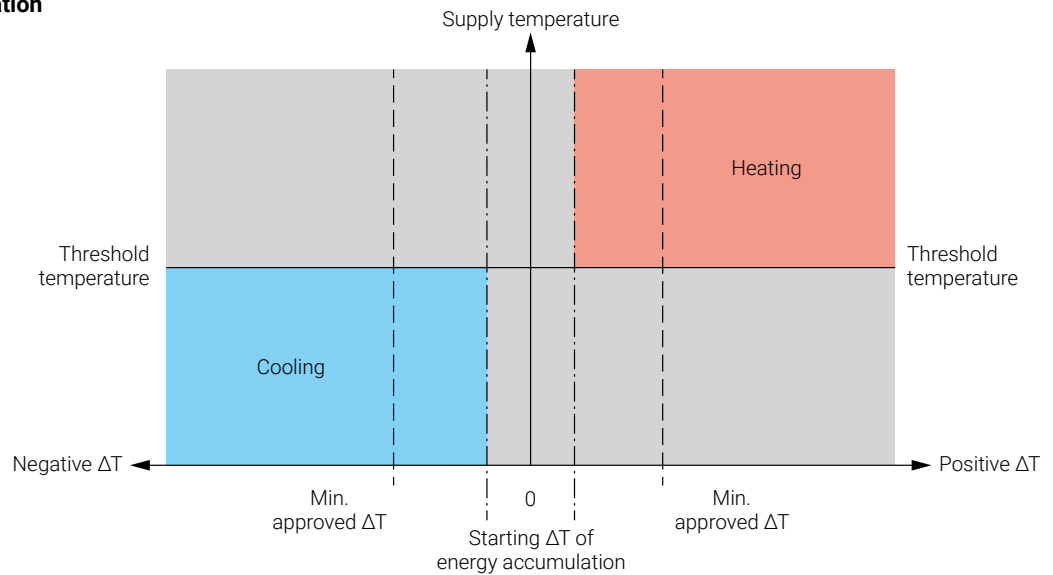 Supply temperature
Heating
Threshold
temperature
Threshold
temperature
Cooling
Negative ΔT
Positive ΔT
Min.
approved ΔT
0
Min.
approved ΔT
Starting ΔT of
energy accumulation